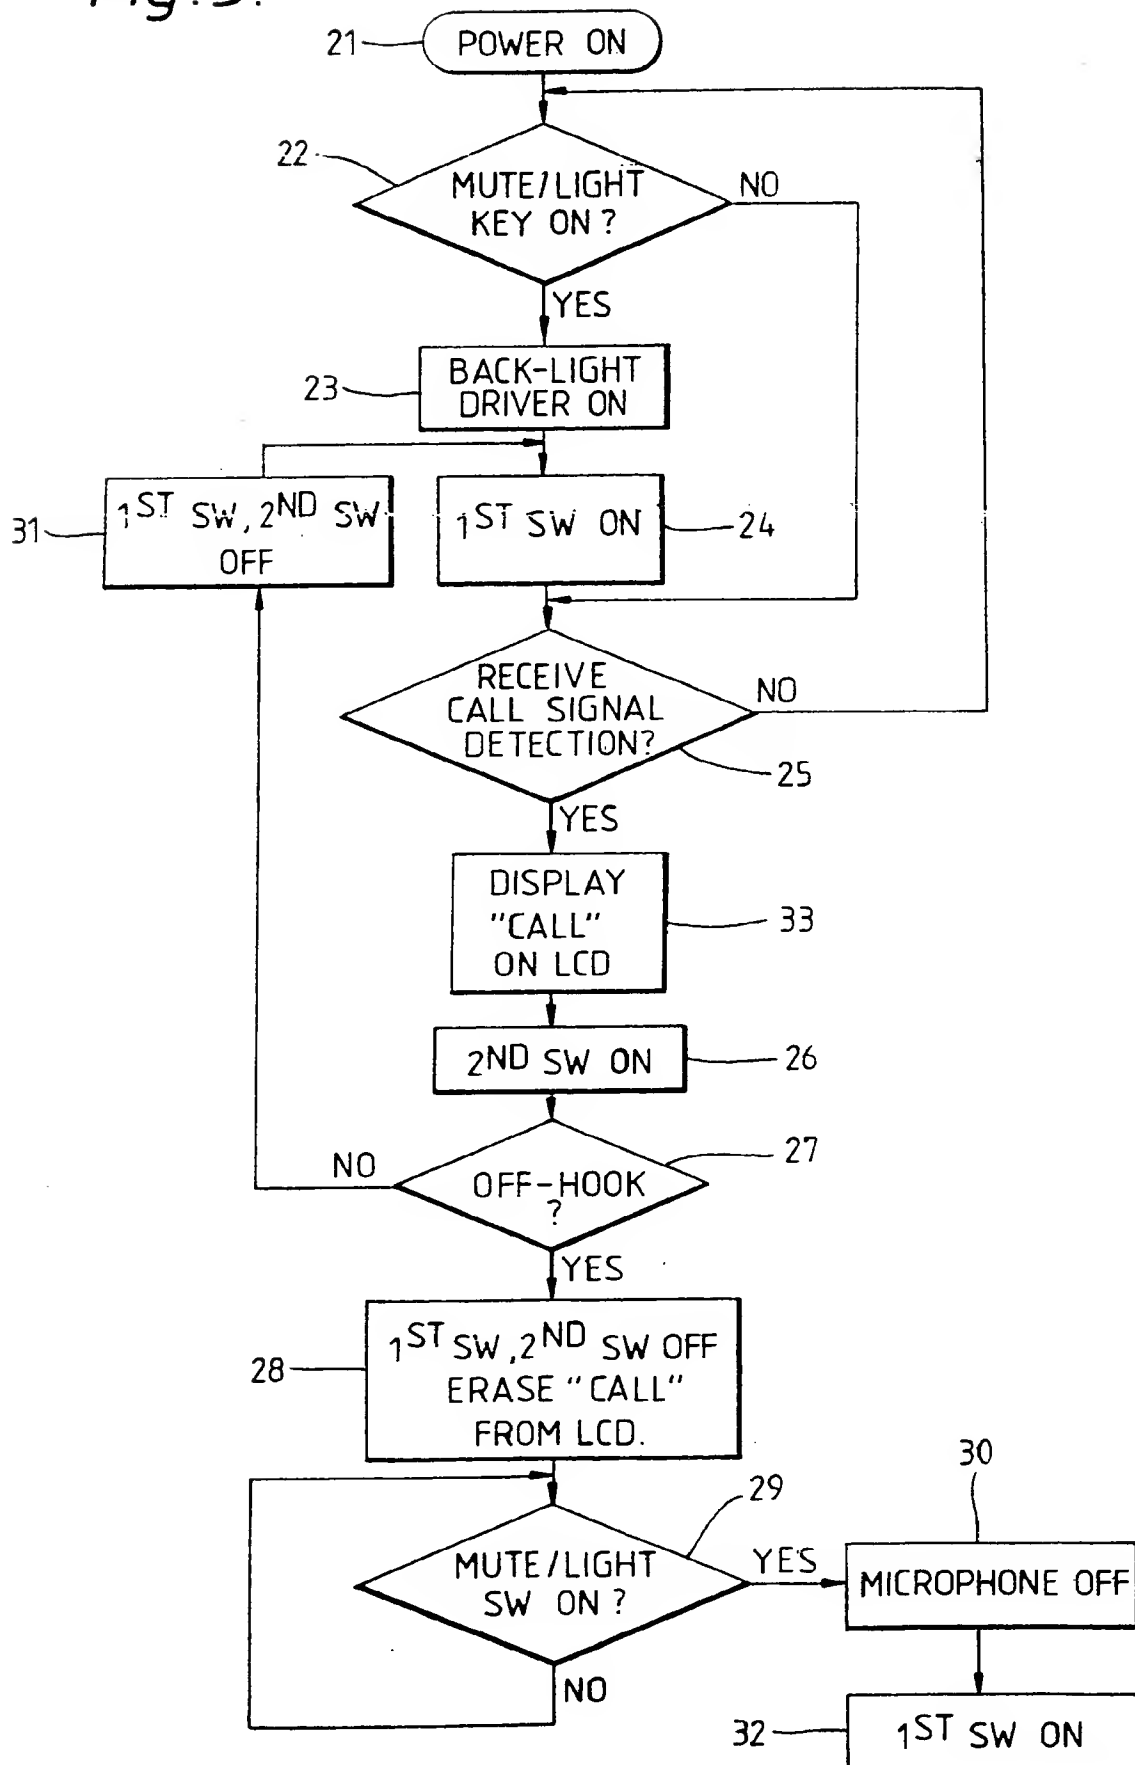 Fig.3.
21 POWER ON
22 MUTE/LIGHT
KEY ON ?
NO
YES
23 BACK-LIGHT
DRIVER ON
31 1ST SW, 2ND SW
OFF
1ST SW ON 24
RECEIVE
CALL SIGNAL
DETECTION?
NO
25
YES
DISPLAY
"CALL"
ON LCD
33
2ND SW ON 26
27
NO
OFF-HOOK
?
YES
28 1ST SW, 2ND SW OFF
ERASE "CALL"
FROM LCD.
29
30
MUTE/LIGHT
SW ON ?
YES
MICROPHONE OFF
NO
32 1ST SW ON